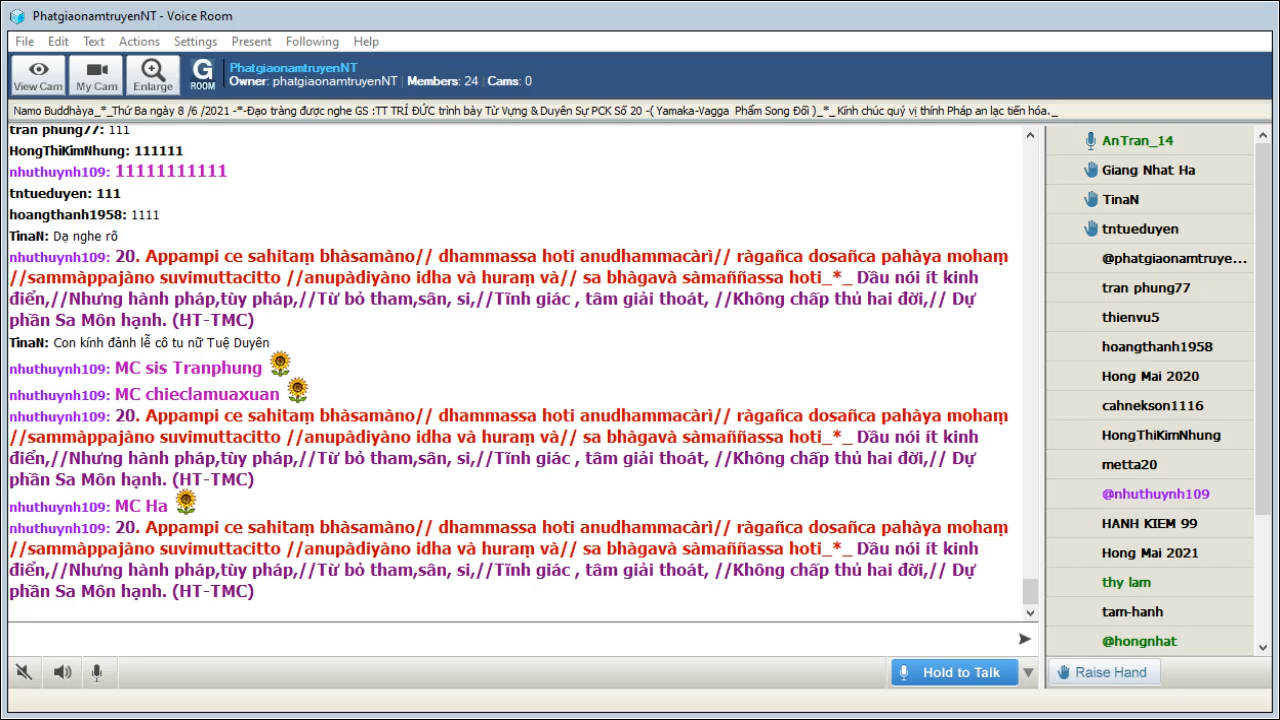 PhatgiaonamtruyenNT - Voice Room
File Edit Text Actions Settings Present Following Help
View Cam My Cam Enlarge G ROOM
PhatgiaonamtruyenNT
Owner: phatgiaonamtruyenNT Members: 24 Cams: 0
Namo Buddhàya_*_Thứ Ba ngày 8 /6 /2021 -*-Đạo tràng được nghe GS :TT TRÍ ĐỨC trình bày Từ Vựng & Duyên Sự PCK Số 20 -( Yamaka-Vagga Phẩm Song Đối )_*_ Kính chúc quý vị thính Pháp an lạc tiến hóa._
tran phung77: 111
HongThiKimNhung: 111111
nhuthuynh109: 11111111111
tntueduyen: 111
hoangthanh1958: 1111
TinaN: Dạ nghe rõ
nhuthuynh109: 20. Appampi ce sahitaṃ bhàsamàno// dhammassa hoti anudhammacàrì// ràgañca dosañca pahàya mohaṃ
//sammàppajàno suvimuttacitto //anupàdiyàno idha và huraṃ và// sa bhàgavà sàmaññassa hoti_*_ Dầu nói ít kinh
điển,//Nhưng hành pháp,tùy pháp,//Từ bỏ tham,sân, si,//Tĩnh giác , tâm giải thoát, //Không chấp thủ hai đời,// Dự
phần Sa Môn hạnh. (HT-TMC)
TinaN: Con kính đảnh lễ cô tu nữ Tuệ Duyên
nhuthuynh109: MC sis Tranphung
nhuthuynh109: MC chieclamuaxuan
nhuthuynh109: 20. Appampi ce sahitaṃ bhàsamàno// dhammassa hoti anudhammacàrì// ràgañca dosañca pahàya mohaṃ
//sammàppajàno suvimuttacitto //anupàdiyàno idha và huraṃ và// sa bhàgavà sàmaññassa hoti_*_ Dầu nói ít kinh
điển,//Nhưng hành pháp,tùy pháp,//Từ bỏ tham,sân, si,//Tĩnh giác , tâm giải thoát, //Không chấp thủ hai đời,// Dự
phần Sa Môn hạnh. (HT-TMC)
nhuthuynh109: MC Ha
nhuthuynh109: 20. Appampi ce sahitaṃ bhàsamàno// dhammassa hoti anudhammacàrì// ràgañca dosañca pahàya mohaṃ
//sammàppajàno suvimuttacitto //anupàdiyàno idha và huraṃ và// sa bhàgavà sàmaññassa hoti_*_ Dầu nói ít kinh
điển,//Nhưng hành pháp,tùy pháp,//Từ bỏ tham,sân, si,//Tĩnh giác , tâm giải thoát, //Không chấp thủ hai đời,// Dự
phần Sa Môn hạnh. (HT-TMC)
AnTran_14
Giang Nhat Ha
TinaN
tntueduyen
@phatgiaonamtruye...
tran phung77
thienvu5
hoangthanh1958
Hong Mai 2020
cahnekson1116
HongThiKimNhung
metta20
@nhuthuynh109
HANH KIEM 99
Hong Mai 2021
thy lam
tam-hanh
@hongnhat
Hold to Talk
Raise Hand